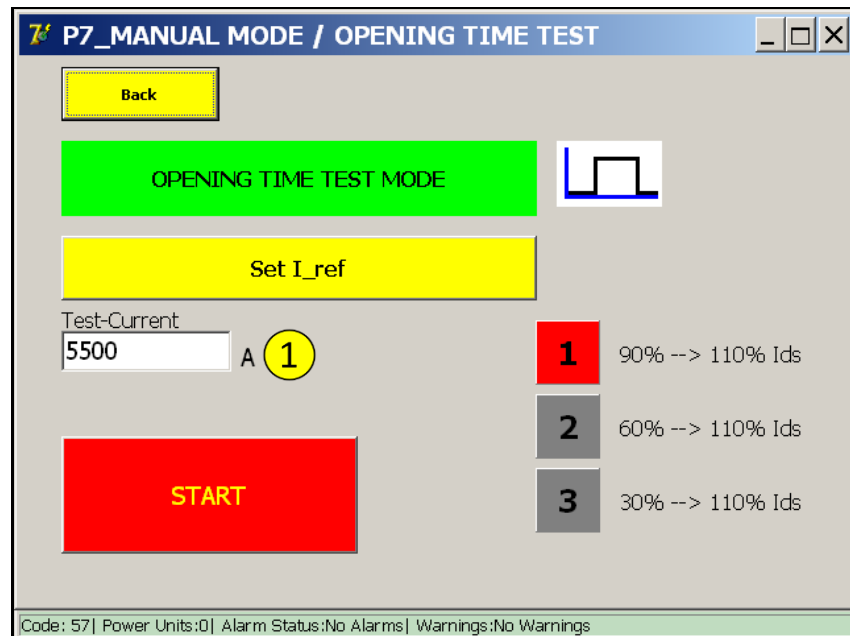 P7_MANUAL MODE / OPENING TIME TEST
Back
OPENING TIME TEST MODE
Set I_ref
Test-Current
5500 A 1
1 90% --> 110% Ids
2 60% --> 110% Ids
START
3 30% --> 110% Ids
Code: 57| Power Units:0| Alarm Status:No Alarms| Warnings:No Warnings